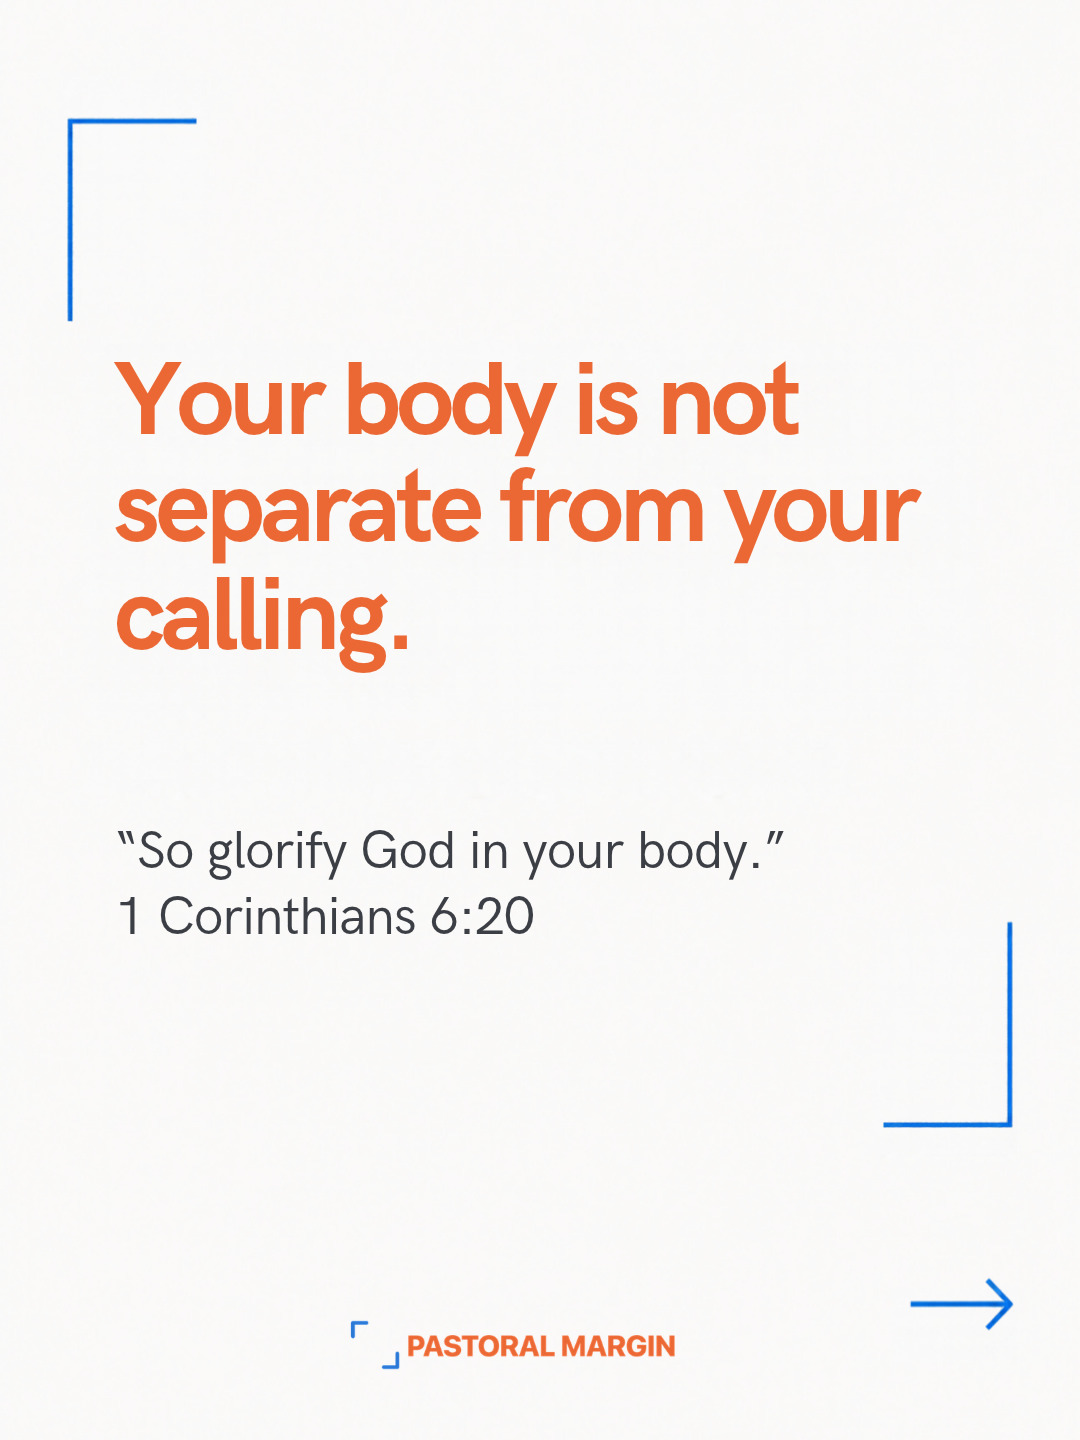 Your body is not
separate from your
calling.
“So glorify God in your body.”
1 Corinthians 6:20
PASTORAL MARGIN